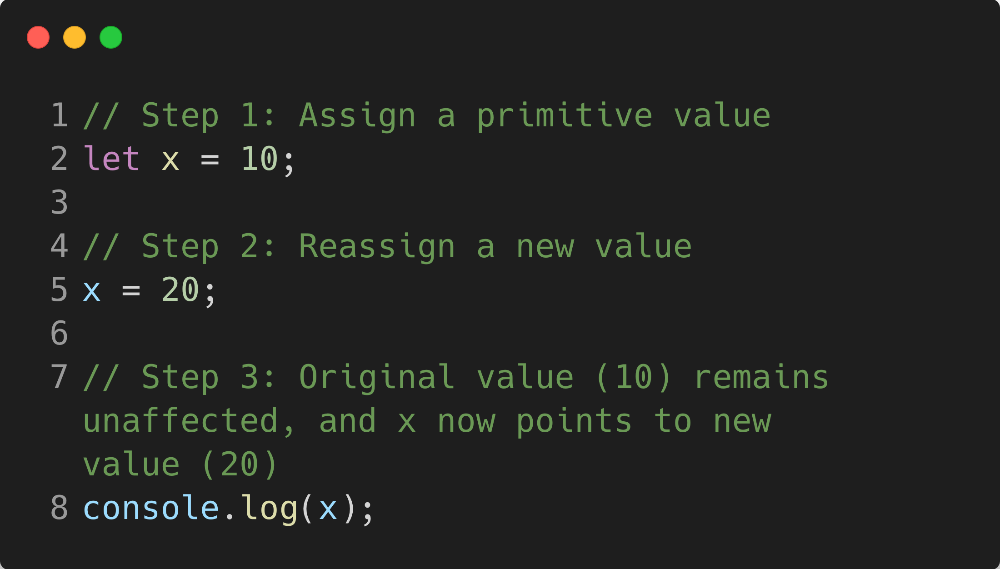 1 // Step 1: Assign a primitive value
2 let x = 10;
3
4 // Step 2: Reassign a new value
5 x = 20;
6
7 // Step 3: Original value (10) remains
unaffected, and x now points to new
value (20)
8 console.log(x);